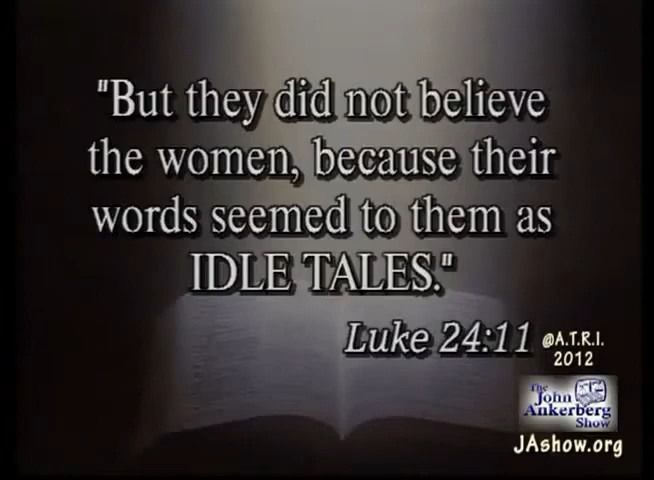 "But they did not believe
the women, because their
words seemed to them as
IDLE TALES."
Luke 24:11
@A.T.R.I.
2012
The
John
Ankerberg
Show
JAshow.org